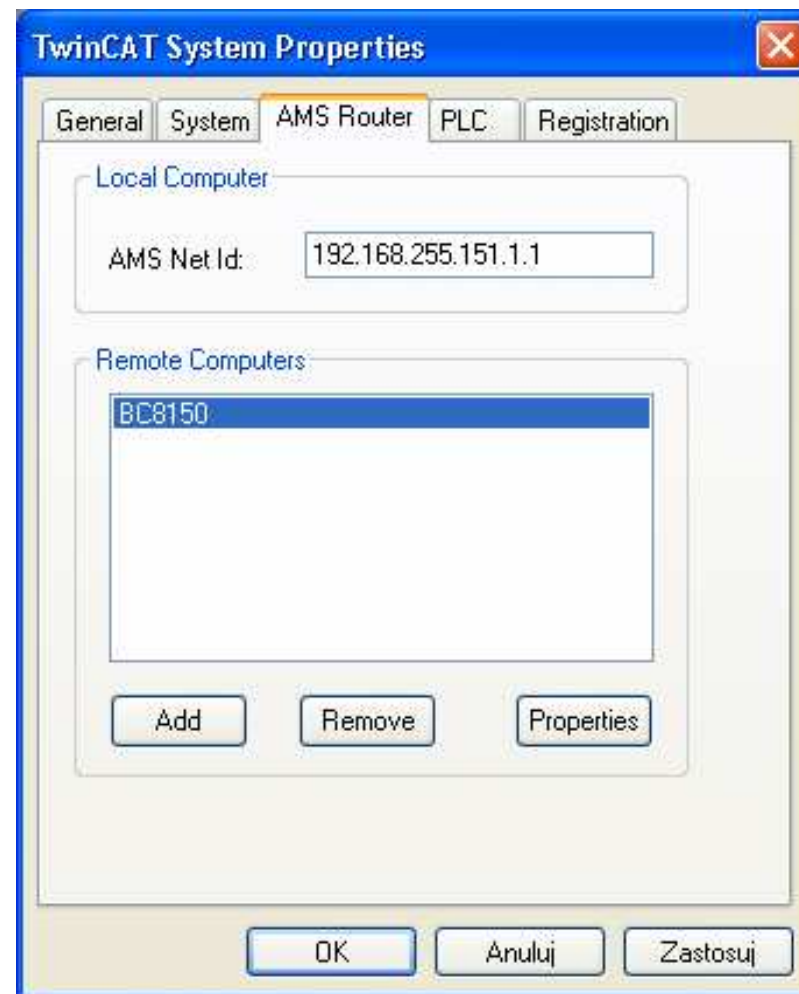 TwinCAT System Properties
General System AMS Router PLC Registration
Local Computer
AMS Net Id: 192.168.255.151.1.1
Remote Computers
BC8150
Add Remove Properties
OK Anuluj Zastosuj